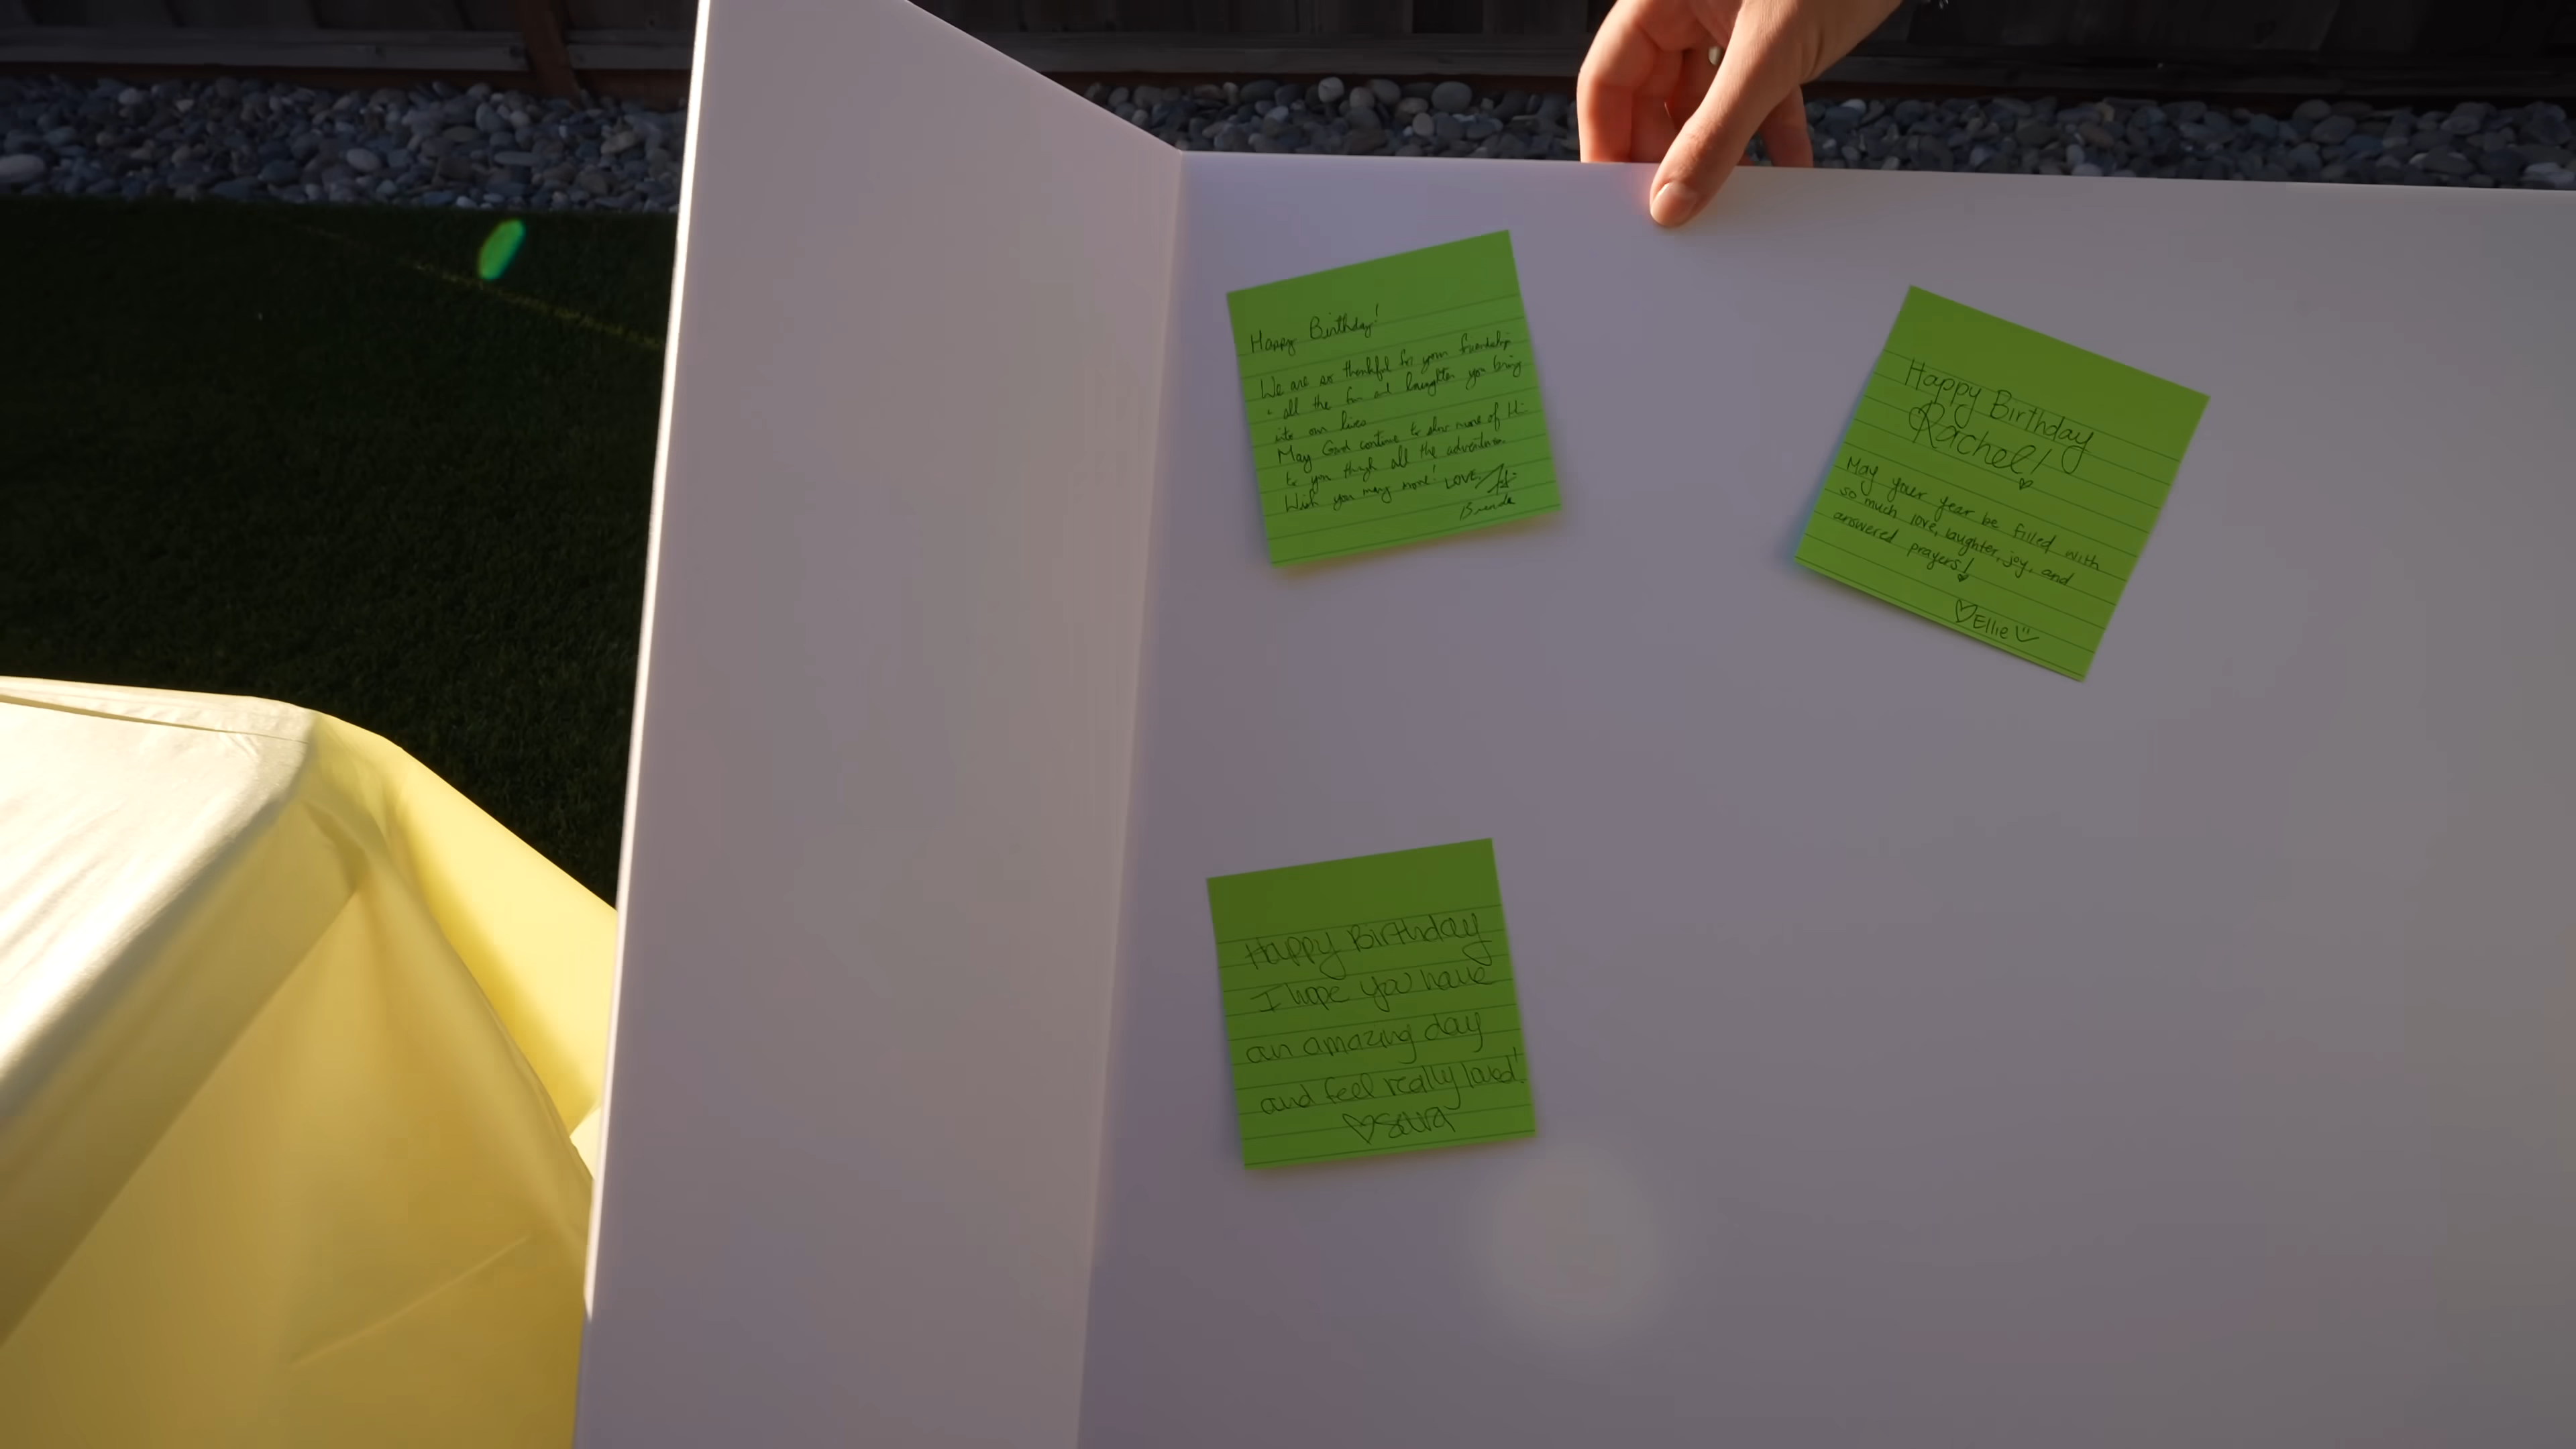 Happy Birthday!
We are so thankful for your friendship
+ all the fun and laughter you bring
into our lives
May God continue to show more of Hi
to you through all the adventures.
Wish you many more! LOVE,
Brenda
Happy Birthday
Rachel!
May your year be filled with
so much love, laughter, joy, and
answered prayers!
Ellie
Happy Birthday
I hope you have
an amazing day
and feel really loved!